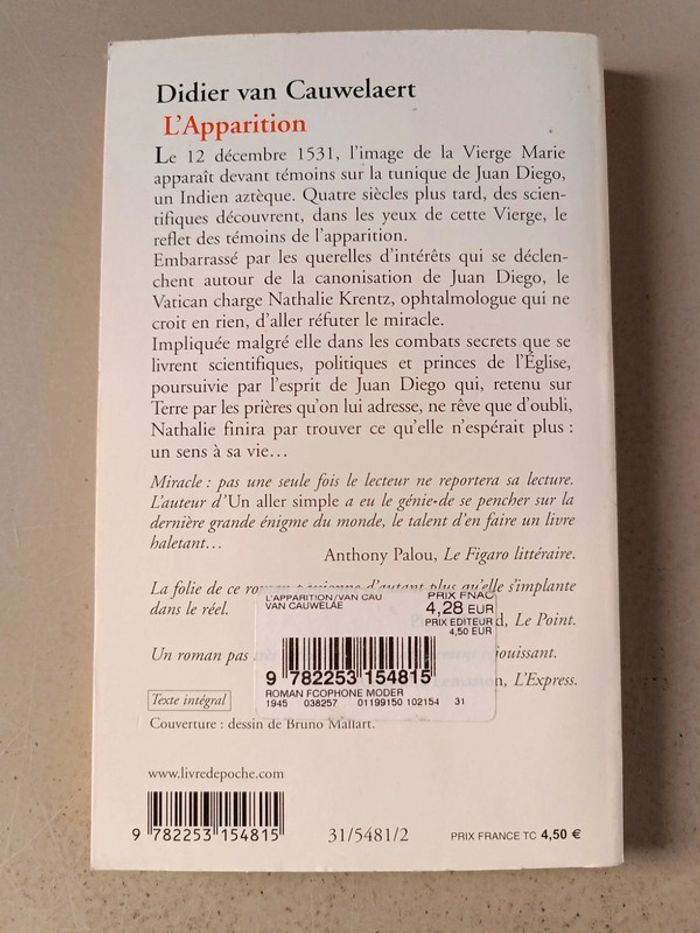 Didier van Cauwelaert
L'Apparition
Le 12 décembre 1531, l'image de la Vierge Marie
apparaît devant témoins sur la tunique de Juan Diego,
un Indien aztèque. Quatre siècles plus tard, des scien-
tifiques découvrent, dans les yeux de cette Vierge, le
reflet des témoins de l'apparition.
Embarrassé par les querelles d'intérêts qui se déclen-
chent autour de la canonisation de Juan Diego, le
Vatican charge Nathalie Krentz, ophtalmologue qui ne
croit en rien, d'aller réfuter le miracle.
Impliquée malgré elle dans les combats secrets que se
livrent scientifiques, politiques et princes de l'Église,
poursuivie par l'esprit de Juan Diego qui, retenu sur
Terre par les prières qu'on lui adresse, ne rêve que d'oubli,
Nathalie finira par trouver ce qu'elle n'espérait plus :
un sens à sa vie…
Miracle : pas une seule fois le lecteur ne reportera sa lecture.
L'auteur d'Un aller simple a eu le génie de se pencher sur la
dernière grande énigme du monde, le talent d'en faire un livre
haletant…
Anthony Palou, Le Figaro littéraire.
La folie de ce roman d'autant plus qu'elle s'implante
dans le réel.
d, Le Point.
Un roman pas
, L'Express.
L'APPARITION/VAN CAU
VAN CAUWELAE
PRIX FNAC
4,28 EUR
PRIX EDITEUR
4,50 EUR
9 782253 154815
ROMAN FCOPHONE MODER
1945 038257 01199150 102154 31
Texte intégral
Couverture : dessin de Bruno Mallart.
www.livredepoche.com
9 782253 154815
31/5481/2
PRIX FRANCE TC 4,50 €